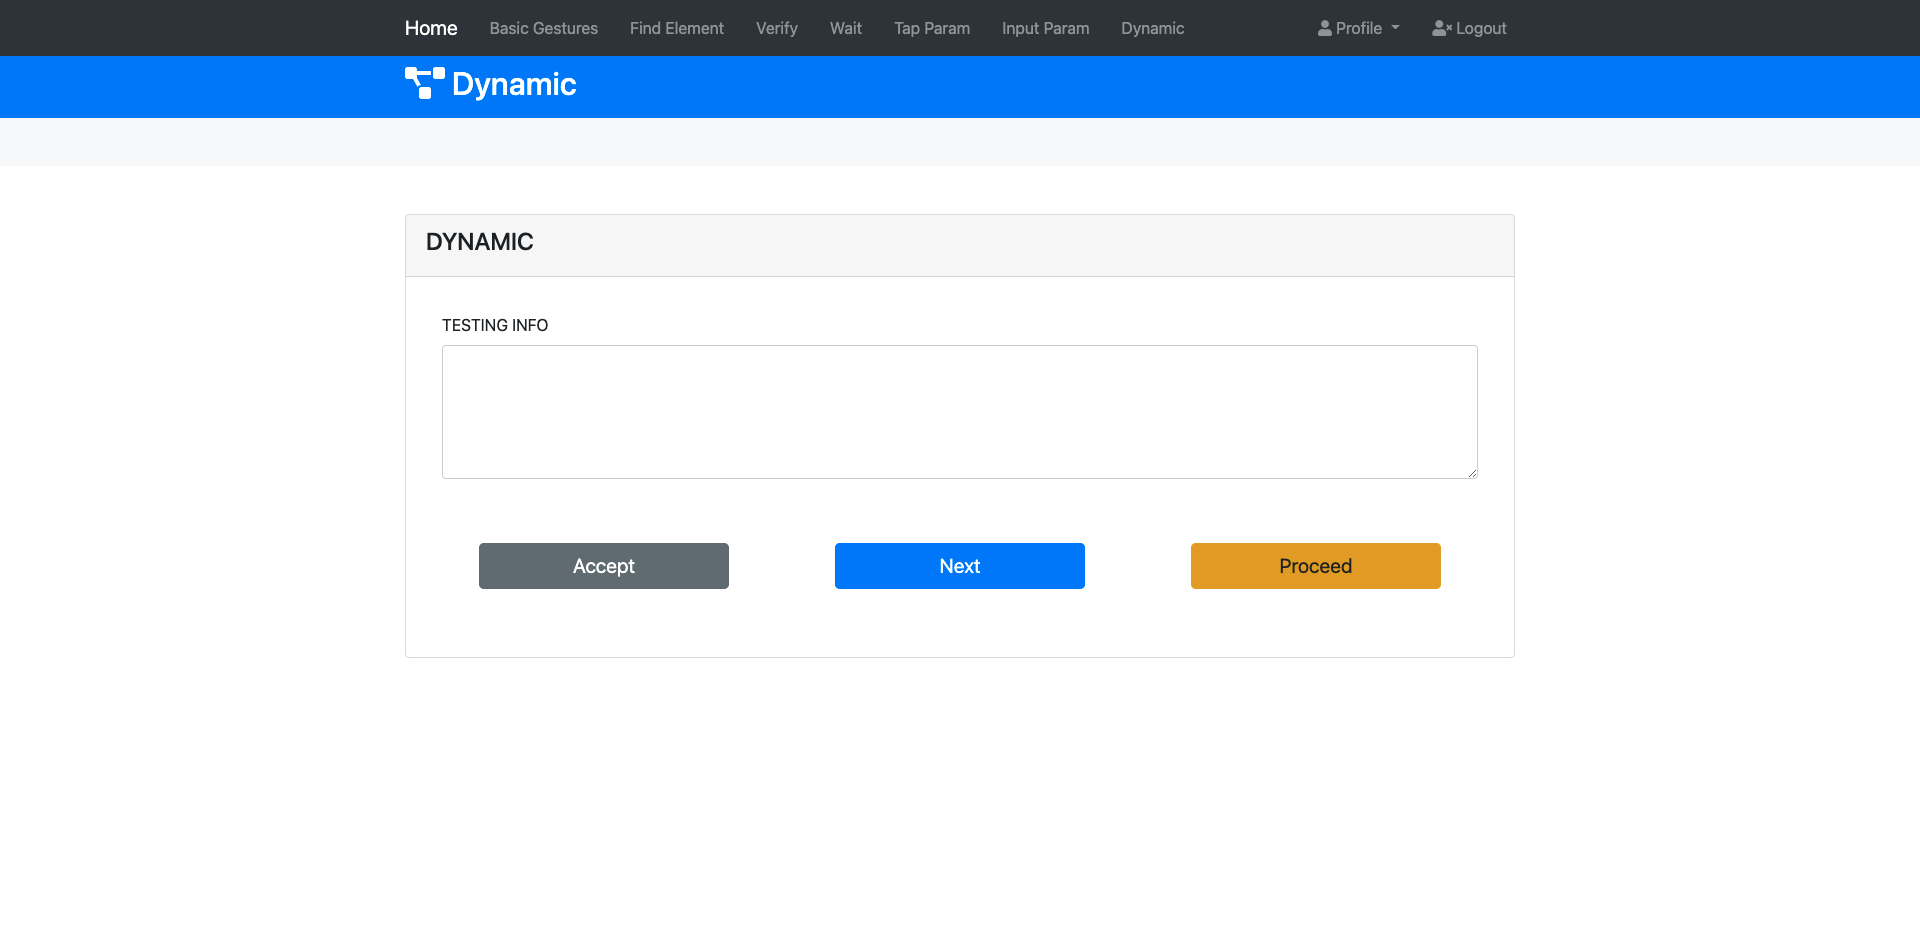 Home Basic Gestures Find Element Verify Wait Tap Param Input Param Dynamic Profile Logout
Dynamic
DYNAMIC
TESTING INFO
Accept Next Proceed